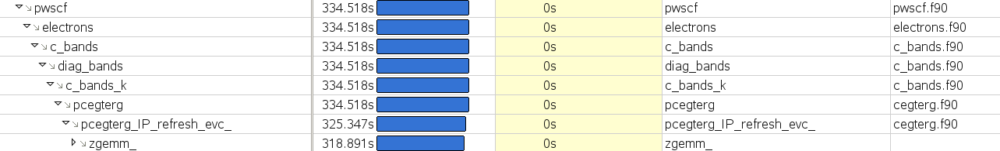 pwscf 334.518s 0s pwscf pwscf.f90
electrons 334.518s 0s electrons electrons.f90
c_bands 334.518s 0s c_bands c_bands.f90
diag_bands 334.518s 0s diag_bands c_bands.f90
c_bands_k 334.518s 0s c_bands_k c_bands.f90
pcegterg 334.518s 0s pcegterg cegterg.f90
pcegterg_IP_refresh_evc_ 325.347s 0s pcegterg_IP_refresh_evc_ cegterg.f90
zgemm_ 318.891s 0s zgemm_